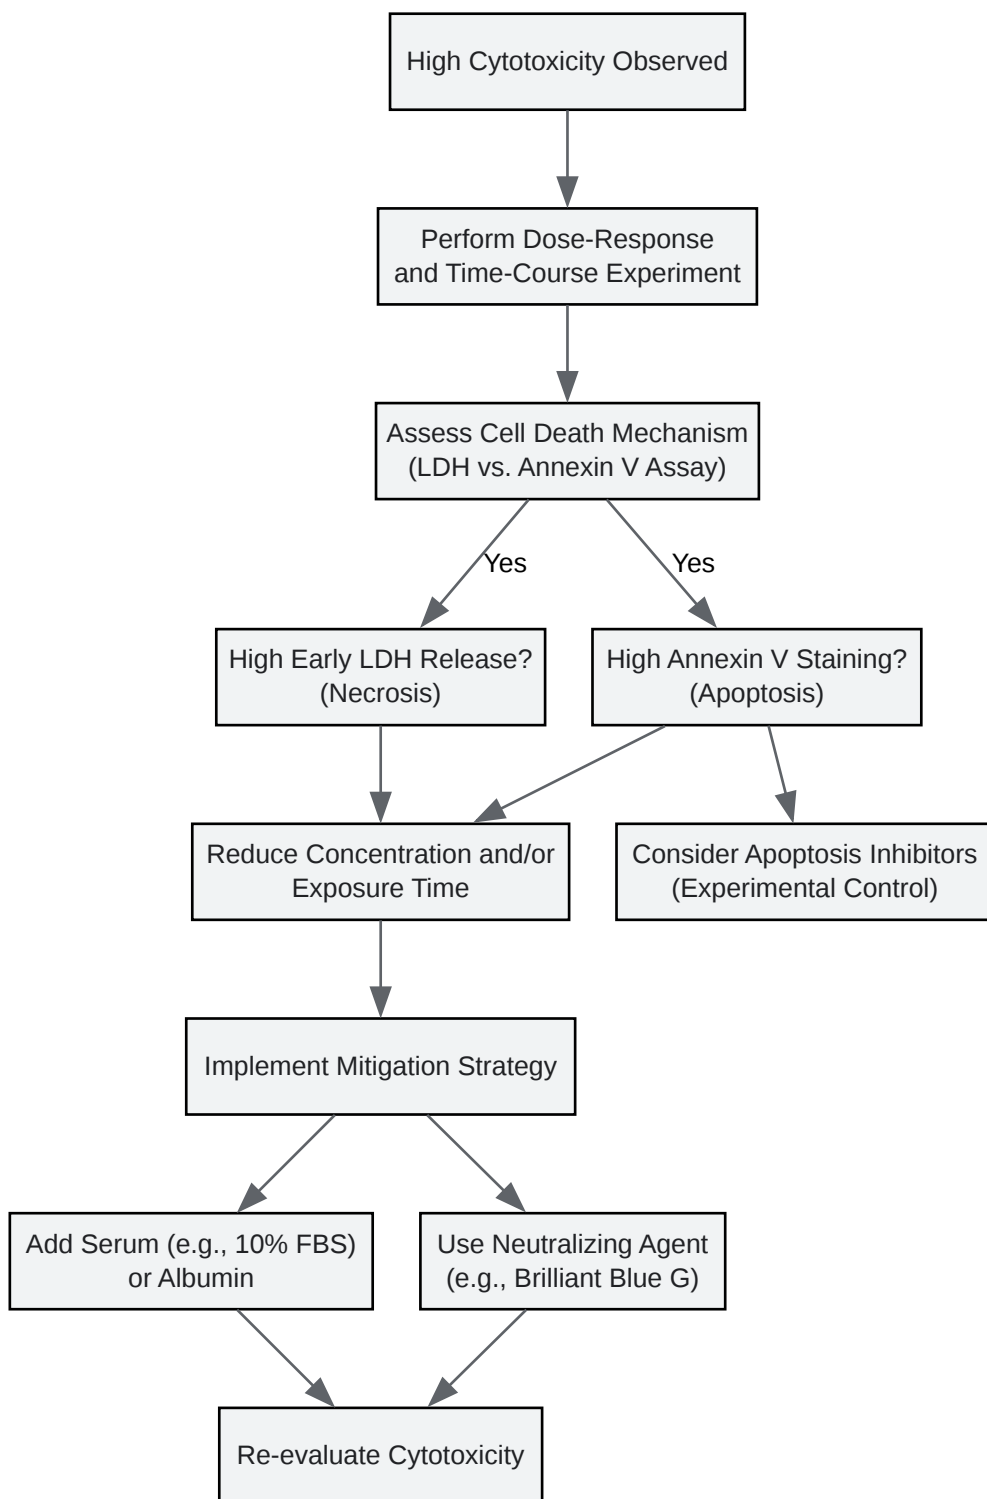 High Cytotoxicity Observed
Perform Dose-Response
and Time-Course Experiment
Assess Cell Death Mechanism
(LDH vs. Annexin V Assay)
Yes
Yes
High Early LDH Release?
(Necrosis)
High Annexin V Staining?
(Apoptosis)
Reduce Concentration and/or
Exposure Time
Consider Apoptosis Inhibitors
(Experimental Control)
Implement Mitigation Strategy
Add Serum (e.g., 10% FBS)
or Albumin
Use Neutralizing Agent
(e.g., Brilliant Blue G)
Re-evaluate Cytotoxicity